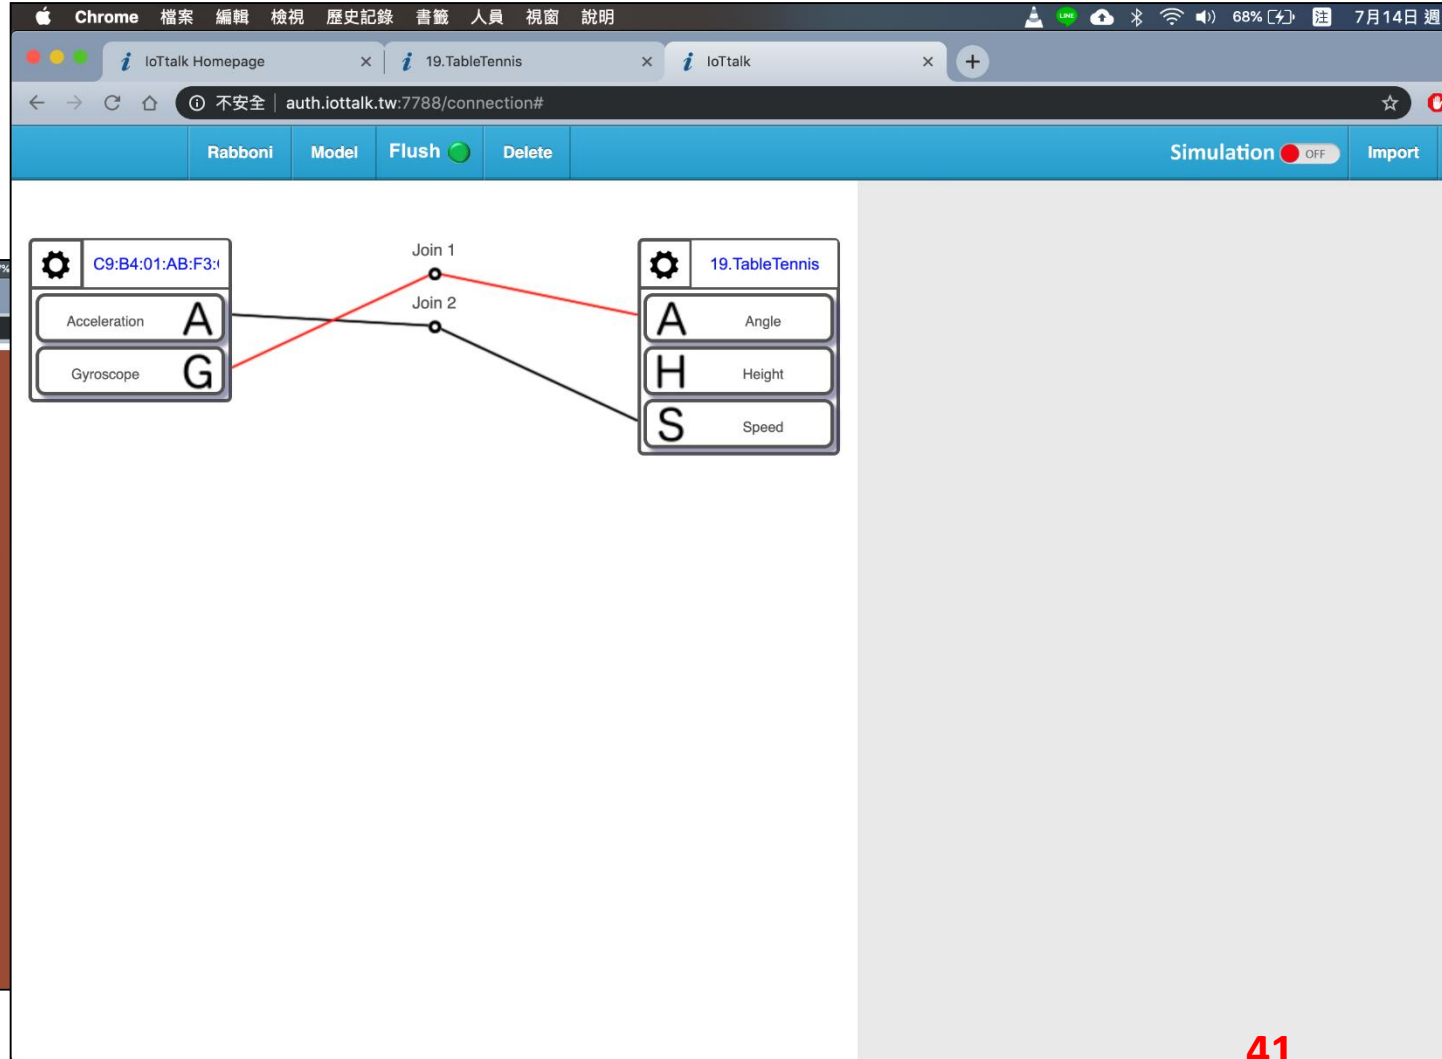 Chrome 檔案 編輯 檢視 歷史記錄 書籤 人員 視窗 說明 LINE 68% 注 7月14日 週
IoTtalk Homepage 19.TableTennis IoTtalk
不安全 auth.iottalk.tw:7788/connection#
Rabboni Model Flush Delete Simulation OFF Import
Join 1
C9:B4:01:AB:F3: 19.TableTennis
Join 2
Acceleration A A Angle
Gyroscope G H Height
S Speed
41